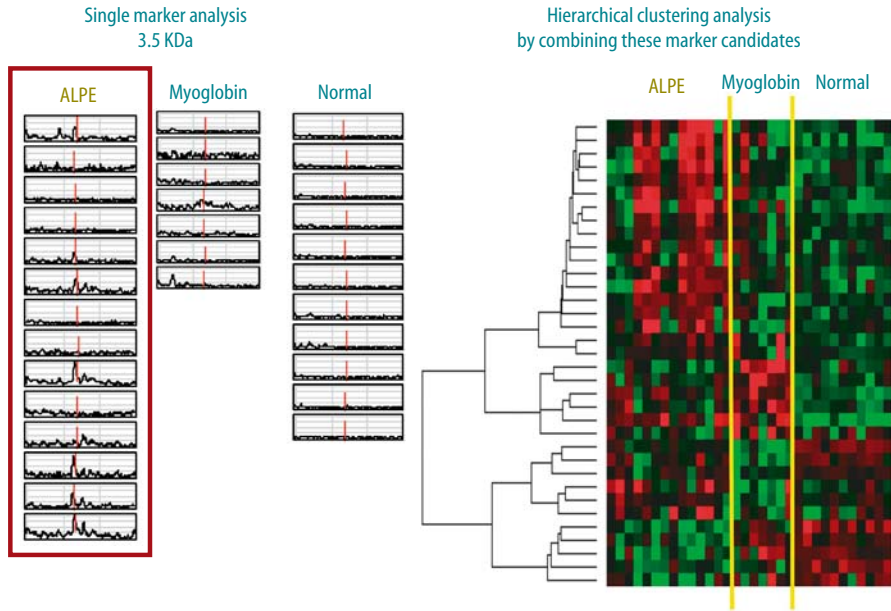 Single marker analysis
3.5 KDa
Hierarchical clustering analysis
by combining these marker candidates
ALPE
Myoglobin
Normal
ALPE
Myoglobin
Normal